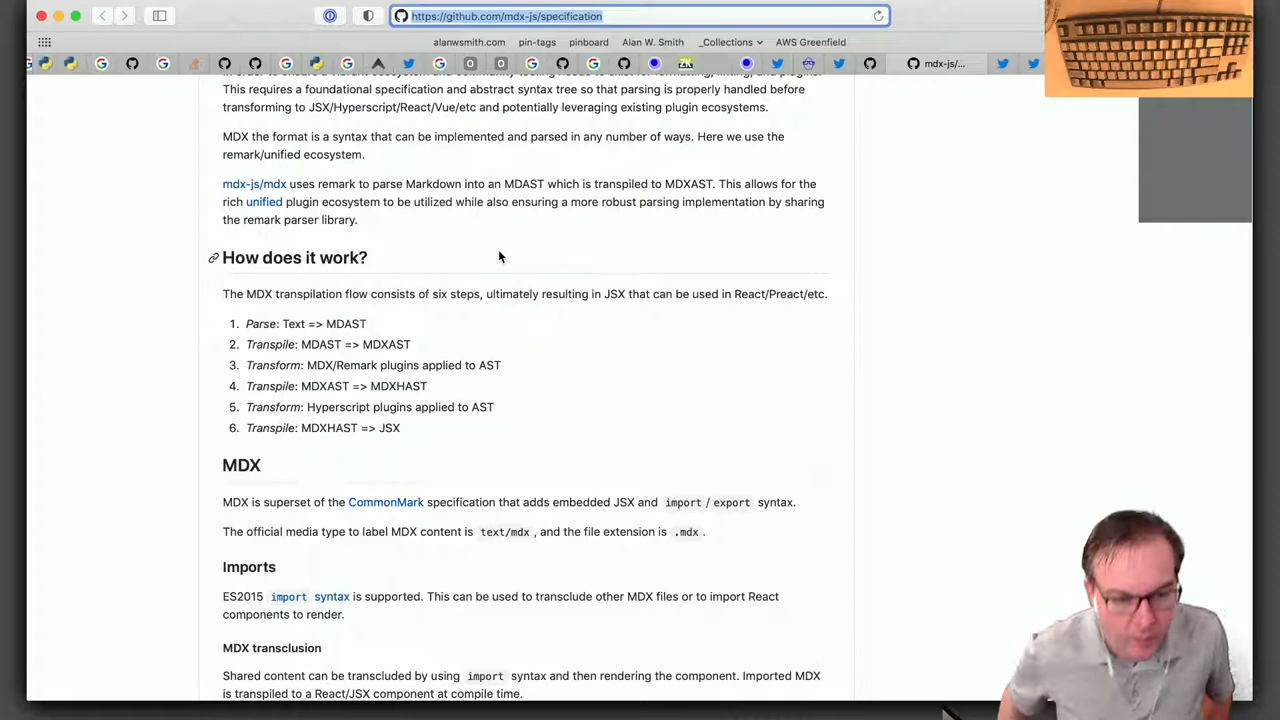 https://github.com/mdx-js/specification
alanwsmith.com pin-tags pinboard Alan W. Smith _Collections AWS Greenfield
mdx-js/...
This requires a foundational specification and abstract syntax tree so that parsing is properly handled before
transforming to JSX/Hyperscript/React/Vue/etc and potentially leveraging existing plugin ecosystems.
MDX the format is a syntax that can be implemented and parsed in any number of ways. Here we use the
remark/unified ecosystem.
mdx-js/mdx uses remark to parse Markdown into an MDAST which is transpiled to MDXAST. This allows for the
rich unified plugin ecosystem to be utilized while also ensuring a more robust parsing implementation by sharing
the remark parser library.
How does it work?
The MDX transpilation flow consists of six steps, ultimately resulting in JSX that can be used in React/Preact/etc.
1. Parse: Text => MDAST
2. Transpile: MDAST => MDXAST
3. Transform: MDX/Remark plugins applied to AST
4. Transpile: MDXAST => MDXHAST
5. Transform: Hyperscript plugins applied to AST
6. Transpile: MDXHAST => JSX
MDX
MDX is superset of the CommonMark specification that adds embedded JSX and import / export syntax.
The official media type to label MDX content is text/mdx , and the file extension is .mdx .
Imports
ES2015 import syntax is supported. This can be used to transclude other MDX files or to import React
components to render.
MDX transclusion
Shared content can be transcluded by using import syntax and then rendering the component. Imported MDX
is transpiled to a React/JSX component at compile time.